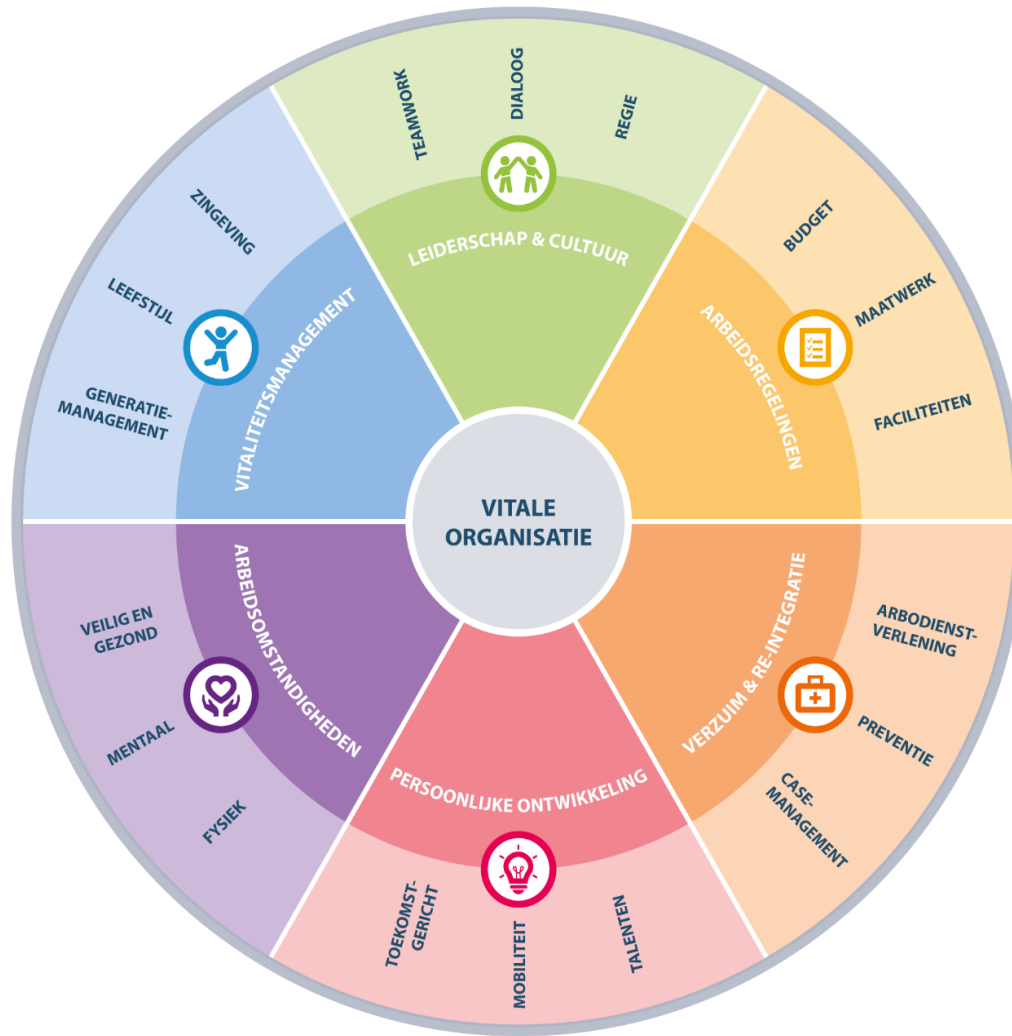 VITALE
ORGANISATIE
LEIDERSCHAP & CULTUUR
TEAMWORK
DIALOOG
REGIE
ARBEIDSREGELINGEN
BUDGET
MAATWERK
FACILITEITEN
VERZUIM & RE-INTEGRATIE
ARBODIENST-
VERLENING
PREVENTIE
CASE-
MANAGEMENT
PERSOONLIJKE ONTWIKKELING
TOEKOMST-
GERICHT
MOBILITEIT
TALENTEN
ARBEIDSOMSTANDIGHEDEN
VEILIG EN
GEZOND
MENTAAL
FYSIEK
VITALITEITSMANAGEMENT
ZINGEVING
LEEFSTIJL
GENERATIE-
MANAGEMENT